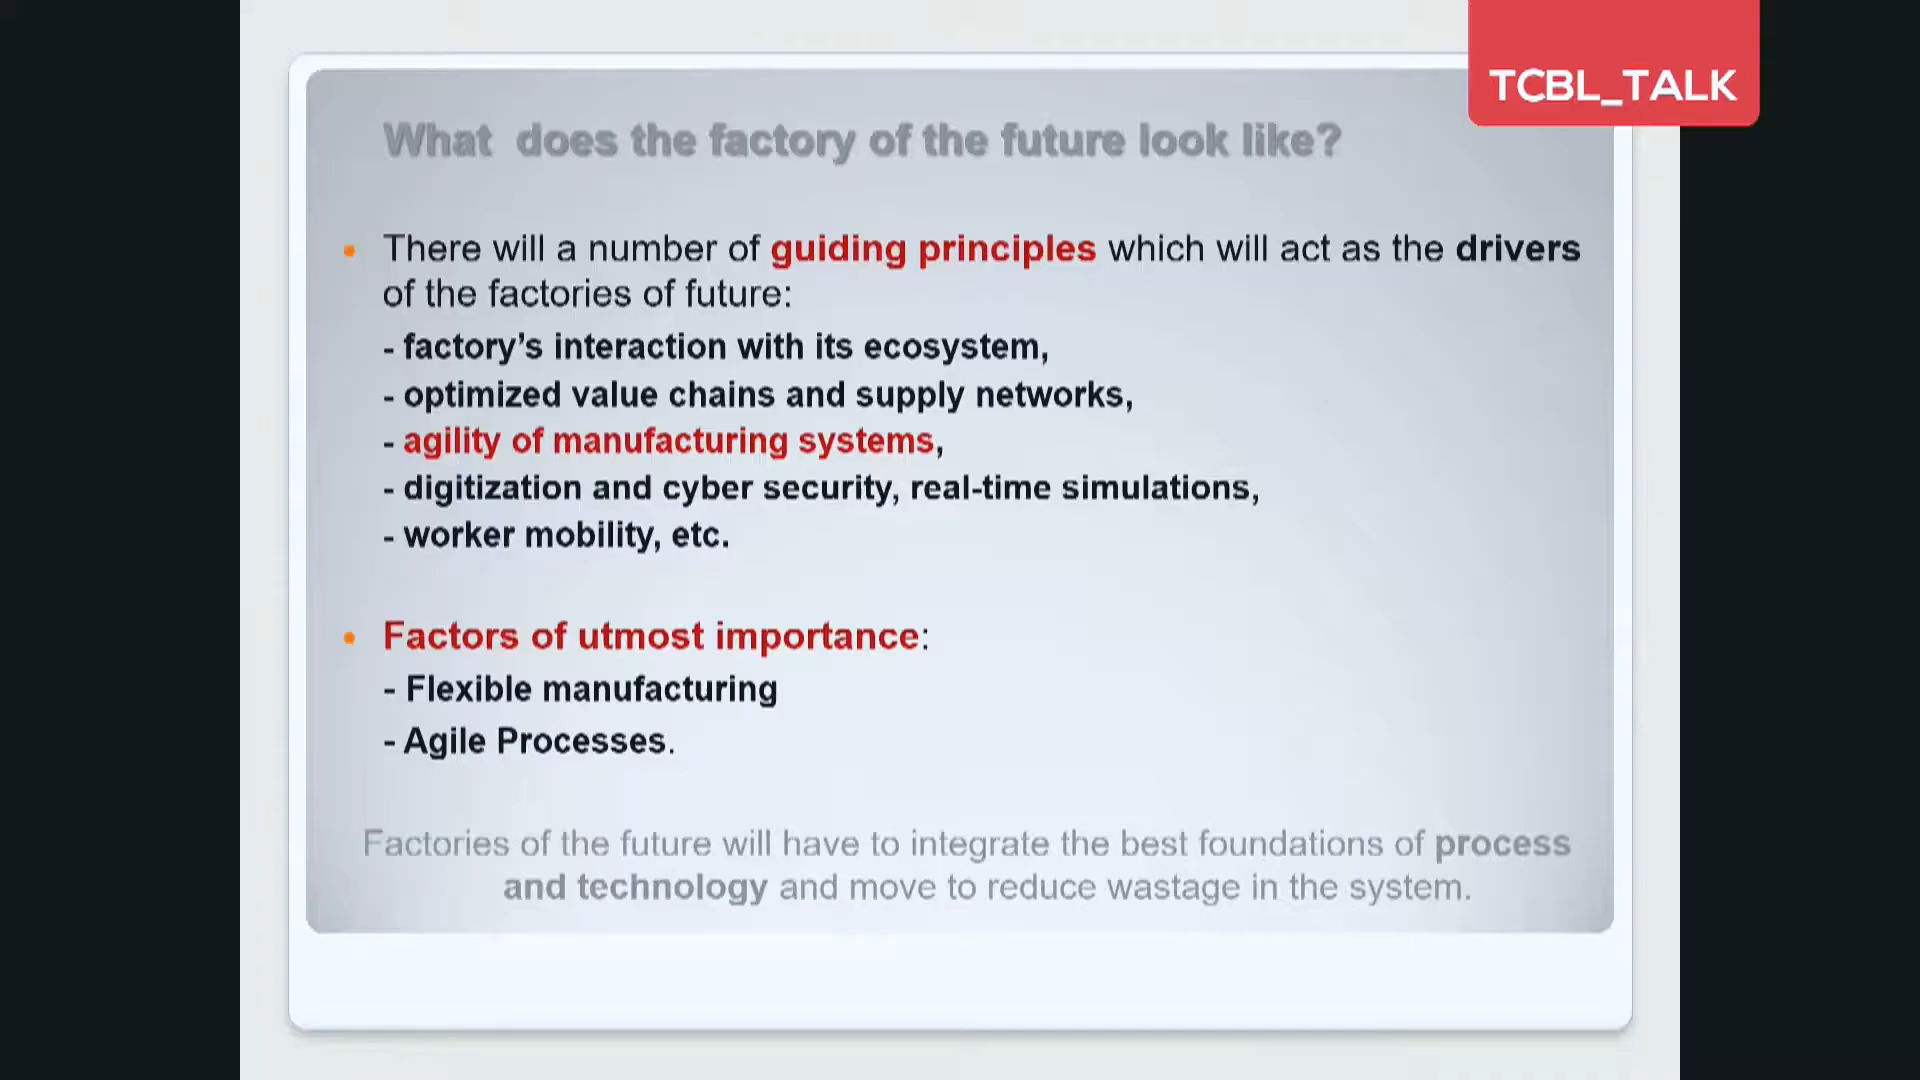 TCBL_TALK
What does the factory of the future look like?
• There will a number of guiding principles which will act as the drivers
of the factories of future:
- factory’s interaction with its ecosystem,
- optimized value chains and supply networks,
- agility of manufacturing systems,
- digitization and cyber security, real-time simulations,
- worker mobility, etc.
• Factors of utmost importance:
- Flexible manufacturing
- Agile Processes.
Factories of the future will have to integrate the best foundations of process
and technology and move to reduce wastage in the system.